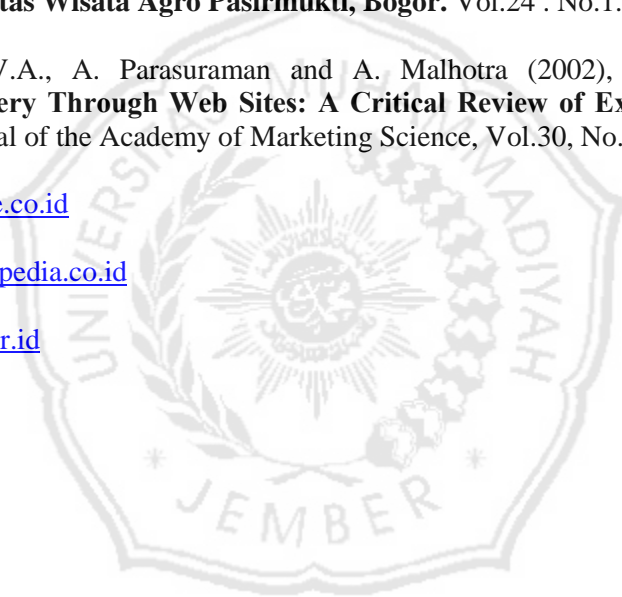 tas Wisata Agro Pasirmukti, Bogor. Vol.24 . No.1.
V.A., A. Parasuraman and A. Malhotra (2002),
ery Through Web Sites: A Critical Review of Ex
al of the Academy of Marketing Science, Vol.30, No.
e.co.id
pedia.co.id
r.id
UNIVERSITAS MUHAMMADIYAH
JEMBER